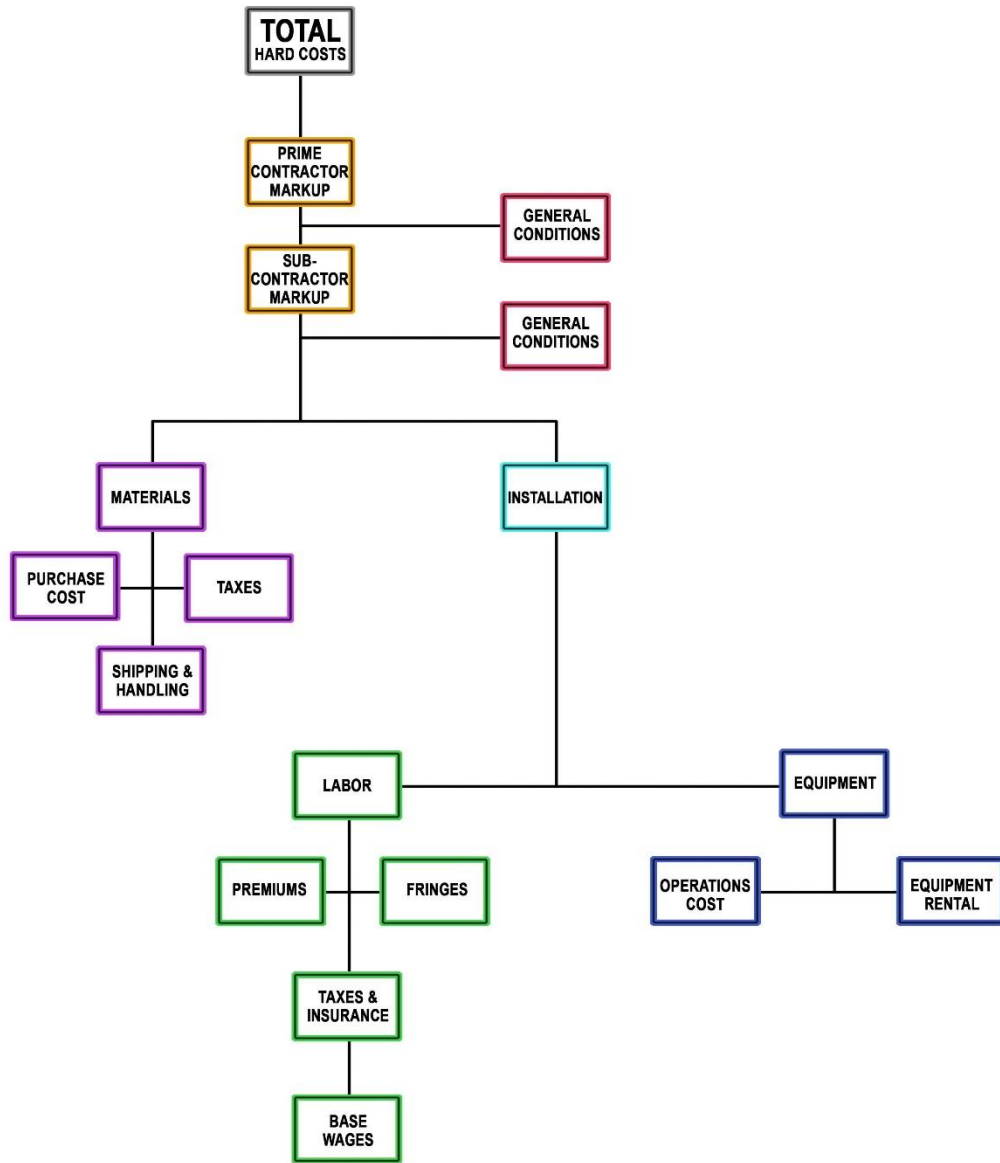 TOTAL
HARD COSTS
PRIME
CONTRACTOR
MARKUP
GENERAL
CONDITIONS
SUB-
CONTRACTOR
MARKUP
GENERAL
CONDITIONS
MATERIALS
INSTALLATION
PURCHASE
COST
TAXES
SHIPPING &
HANDLING
LABOR
EQUIPMENT
PREMIUMS
FRINGES
OPERATIONS
COST
EQUIPMENT
RENTAL
TAXES &
INSURANCE
BASE
WAGES